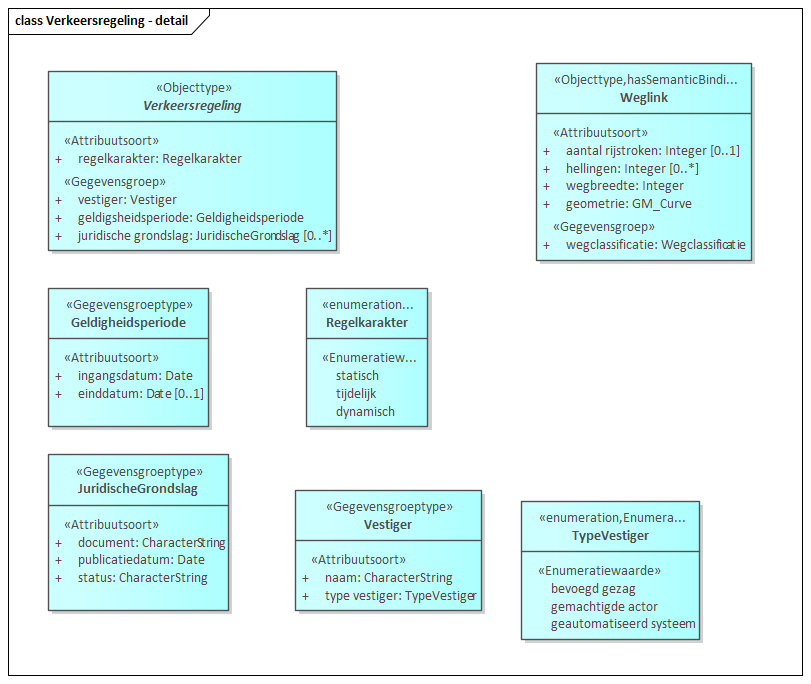 class Verkeersregeling - detail
«Objecttype»
Verkeersregeling
«Attribuutsoort»
+ regelkarakter: Regelkarakter
«Gegevensgroep»
+ vestiger: Vestiger
+ geldigsheidsperiode: Geldigheidsperiode
+ juridische grondslag: JuridischeGrondslag [0..*]
«Objecttype,hasSemanticBindi...
Weglink
«Attribuutsoort»
+ aantal rijstroken: Integer [0..1]
+ hellingen: Integer [0..*]
+ wegbreedte: Integer
+ geometrie: GM_Curve
«Gegevensgroep»
+ wegclassificatie: Wegclassificatie
«Gegevensgroeptype»
Geldigheidsperiode
«Attribuutsoort»
+ ingangsdatum: Date
+ einddatum: Date [0..1]
«enumeration...
Regelkarakter
«Enumeratiew...
statisch
tijdelijk
dynamisch
«Gegevensgroeptype»
JuridischeGrondslag
«Attribuutsoort»
+ document: CharacterString
+ publicatiedatum: Date
+ status: CharacterString
«Gegevensgroeptype»
Vestiger
«Attribuutsoort»
+ naam: CharacterString
+ type vestiger: TypeVestiger
«enumeration,Enumera...
TypeVestiger
«Enumeratiewaarde»
bevoegd gezag
gemachtigde actor
geautomatiseerd systeem